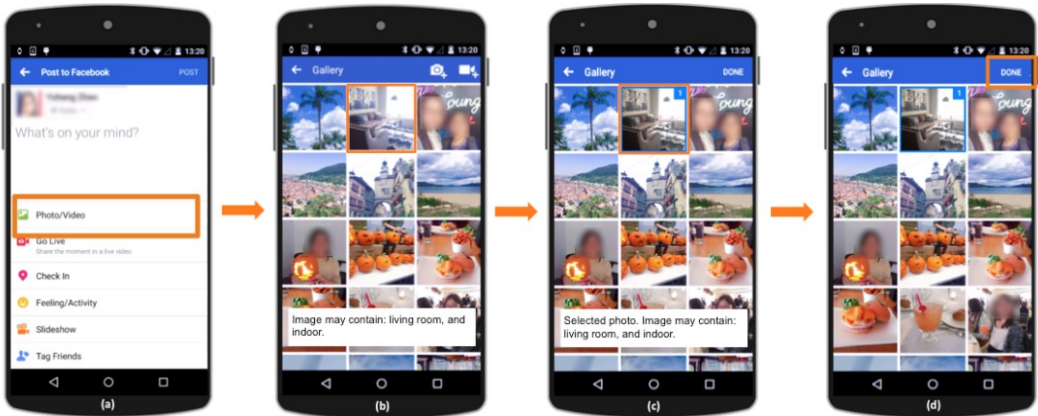 13:20
Post to Facebook
POST
What's on your mind?
Photo/Video
Go Live
Share the moment in a live video
Check In
Feeling/Activity
Slideshow
Tag Friends
(a)
13:20
Gallery
Image may contain: living room, and
indoor.
(b)
13:20
Gallery
DONE
1
Selected photo. Image may contain:
living room, and indoor.
(c)
13:20
Gallery
DONE
1
(d)